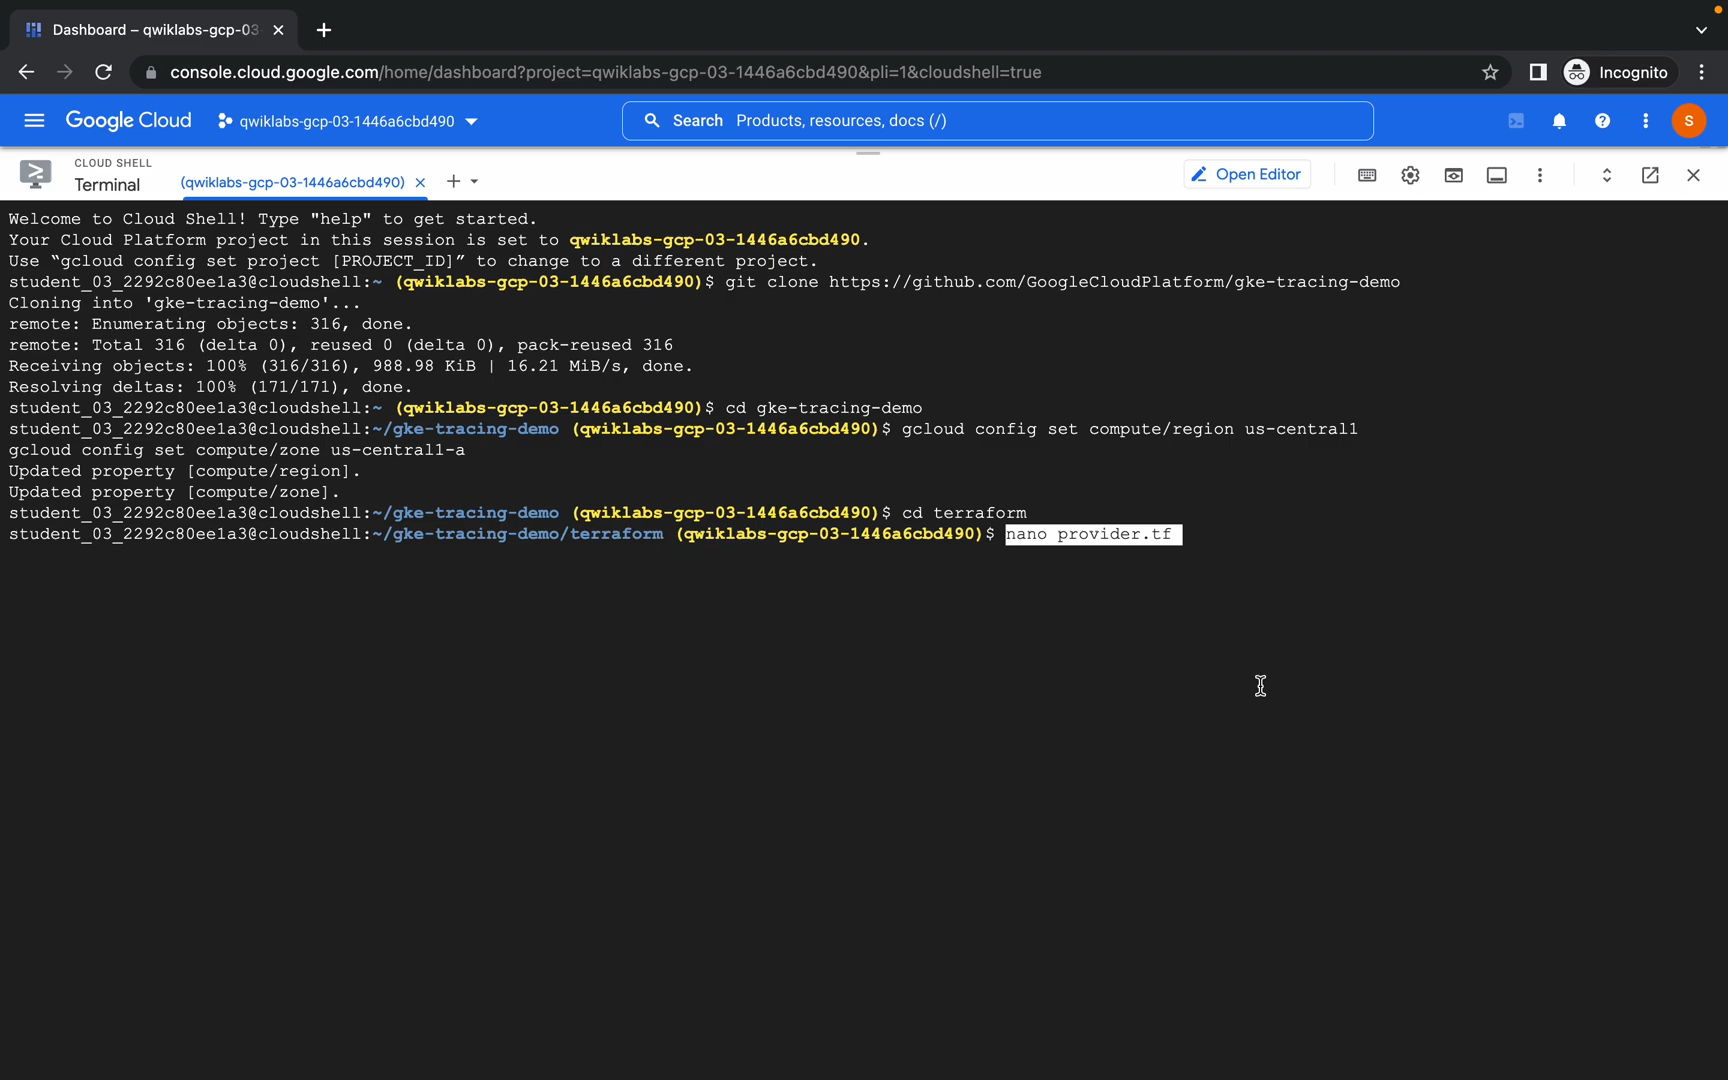 Dashboard – qwiklabs-gcp-03
console.cloud.google.com/home/dashboard?project=qwiklabs-gcp-03-1446a6cbd490&pli=1&cloudshell=true
Incognito
Google Cloud
qwiklabs-gcp-03-1446a6cbd490
Search Products, resources, docs (/)
S
CLOUD SHELL
Terminal
(qwiklabs-gcp-03-1446a6cbd490)
Open Editor
Welcome to Cloud Shell! Type "help" to get started.
Your Cloud Platform project in this session is set to qwiklabs-gcp-03-1446a6cbd490.
Use “gcloud config set project [PROJECT_ID]” to change to a different project.
student_03_2292c80ee1a3@cloudshell:~ (qwiklabs-gcp-03-1446a6cbd490)$ git clone https://github.com/GoogleCloudPlatform/gke-tracing-demo
Cloning into 'gke-tracing-demo'...
remote: Enumerating objects: 316, done.
remote: Total 316 (delta 0), reused 0 (delta 0), pack-reused 316
Receiving objects: 100% (316/316), 988.98 KiB | 16.21 MiB/s, done.
Resolving deltas: 100% (171/171), done.
student_03_2292c80ee1a3@cloudshell:~ (qwiklabs-gcp-03-1446a6cbd490)$ cd gke-tracing-demo
student_03_2292c80ee1a3@cloudshell:~/gke-tracing-demo (qwiklabs-gcp-03-1446a6cbd490)$ gcloud config set compute/region us-central1
gcloud config set compute/zone us-central1-a
Updated property [compute/region].
Updated property [compute/zone].
student_03_2292c80ee1a3@cloudshell:~/gke-tracing-demo (qwiklabs-gcp-03-1446a6cbd490)$ cd terraform
student_03_2292c80ee1a3@cloudshell:~/gke-tracing-demo/terraform (qwiklabs-gcp-03-1446a6cbd490)$ nano provider.tf